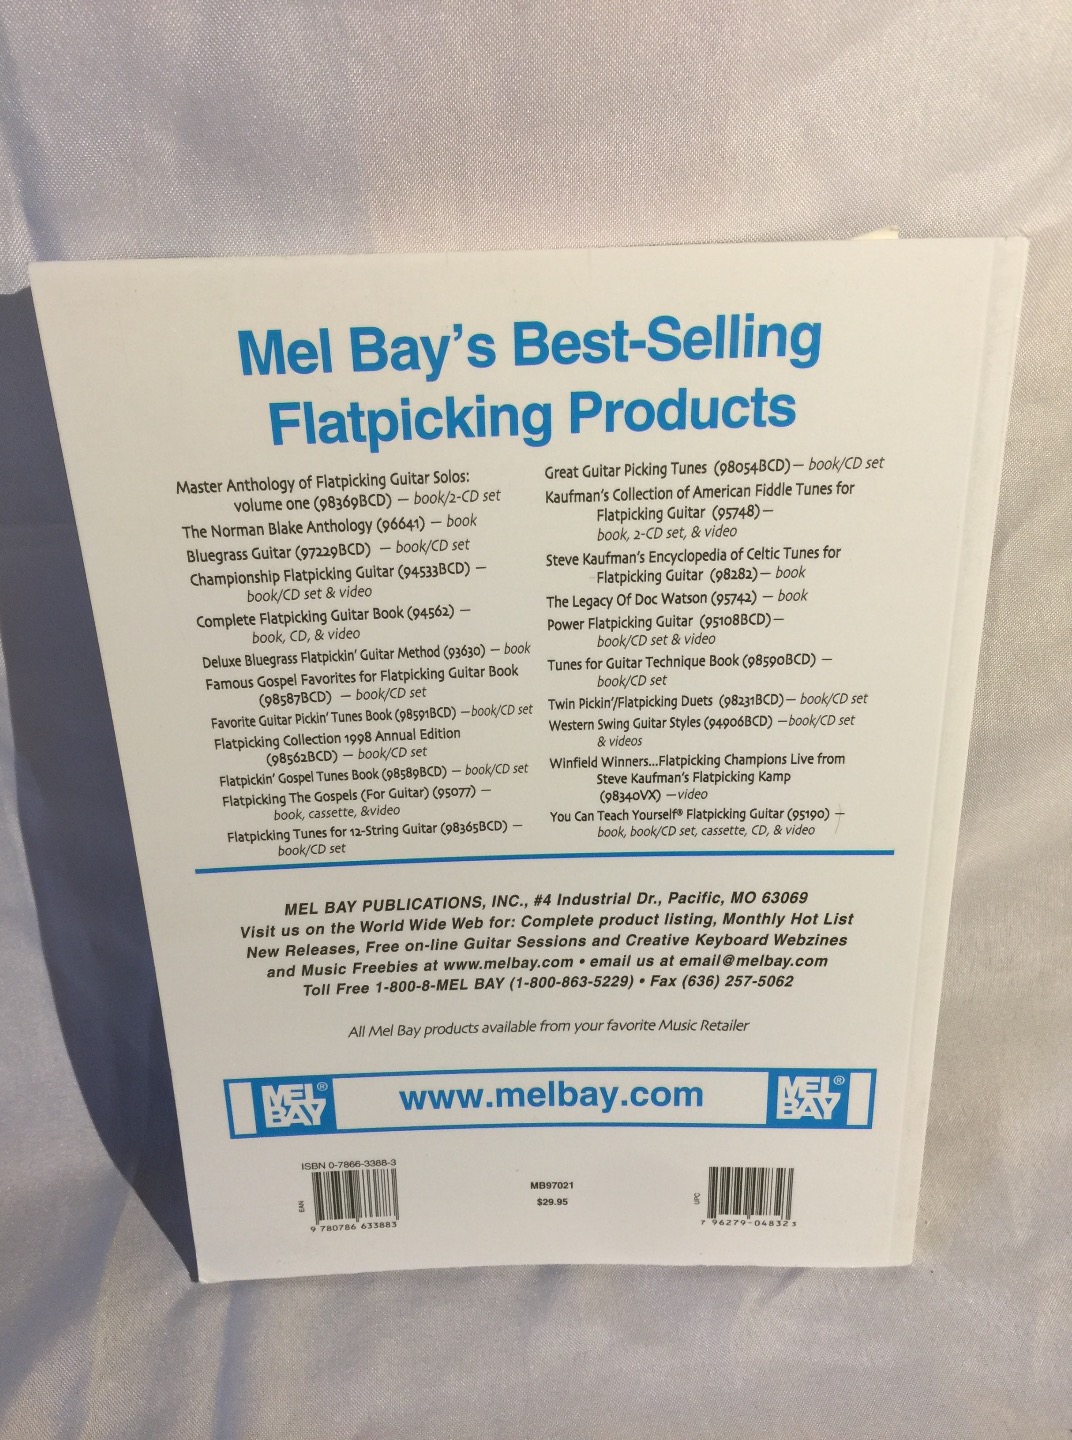 Mel Bay's Best-Selling
Flatpicking Products
Master Anthology of Flatpicking Guitar Solos:
volume one (98369BCD) — book/2-CD set
The Norman Blake Anthology (96641) — book
Bluegrass Guitar (97229BCD) — book/CD set
Championship Flatpicking Guitar (94533BCD) —
book/CD set & video
Complete Flatpicking Guitar Book (94562) —
book, CD, & video
Deluxe Bluegrass Flatpickin' Guitar Method (93630) — book
Famous Gospel Favorites for Flatpicking Guitar Book
(98587BCD) — book/CD set
Favorite Guitar Pickin' Tunes Book (98591BCD) —book/CD set
Flatpicking Collection 1998 Annual Edition
(98562BCD) — book/CD set
Flatpickin' Gospel Tunes Book (98589BCD) — book/CD set
Flatpicking The Gospels (For Guitar) (95077) —
book, cassette, &video
Flatpicking Tunes for 12-String Guitar (98365BCD) —
book/CD set
Great Guitar Picking Tunes (98054BCD)— book/CD set
Kaufman's Collection of American Fiddle Tunes for
Flatpicking Guitar (95748)—
book, 2-CD set, & video
Steve Kaufman's Encyclopedia of Celtic Tunes for
Flatpicking Guitar (98282)— book
The Legacy Of Doc Watson (95742) — book
Power Flatpicking Guitar (95108BCD)—
book/CD set & video
Tunes for Guitar Technique Book (98590BCD) —
book/CD set
Twin Pickin'/Flatpicking Duets (98231BCD)— book/CD set
Western Swing Guitar Styles (94906BCD) —book/CD set
& videos
Winfield Winners...Flatpicking Champions Live from
Steve Kaufman's Flatpicking Kamp
(98340VX) —video
You Can Teach Yourself® Flatpicking Guitar (95190) —
book, book/CD set, cassette, CD, & video
MEL BAY PUBLICATIONS, INC., #4 Industrial Dr., Pacific, MO 63069
Visit us on the World Wide Web for: Complete product listing, Monthly Hot List
New Releases, Free on-line Guitar Sessions and Creative Keyboard Webzines
and Music Freebies at www.melbay.com • email us at email@melbay.com
Toll Free 1-800-8-MEL BAY (1-800-863-5229) • Fax (636) 257-5062
All Mel Bay products available from your favorite Music Retailer
MEL BAY®
www.melbay.com
MEL BAY®
ISBN 0-7866-3388-3
EAN
9 780786 633883
MB97021
$29.95
UPC
7 96279-04832 3